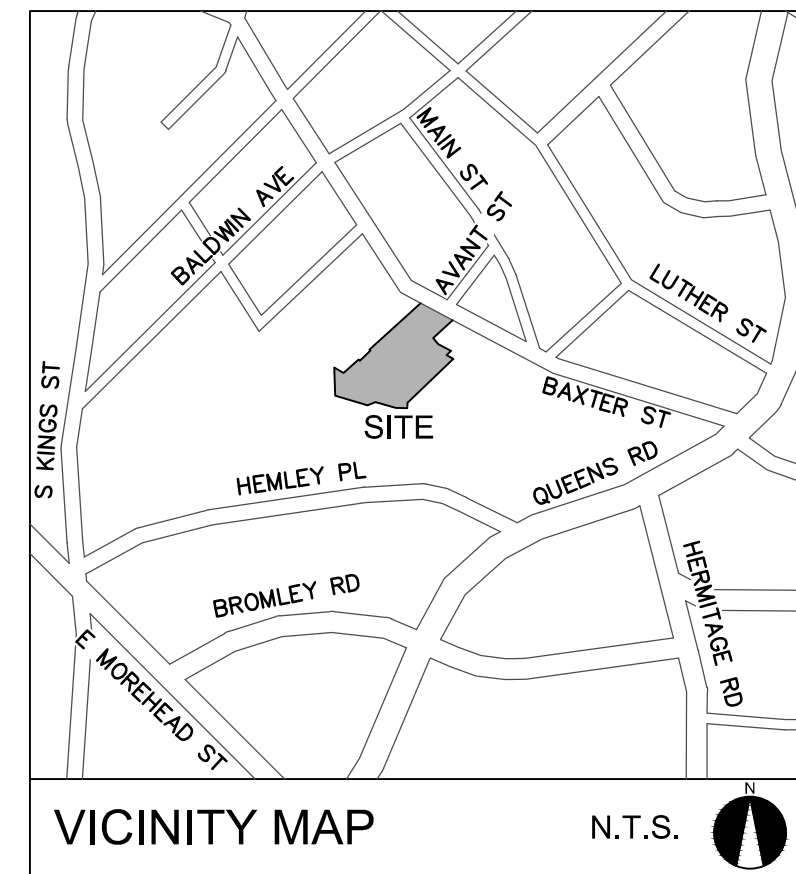 MAIN ST
BALDWIN AVE
AVANT ST
LUTHER ST
S KINGS ST
BAXTER ST
SITE
HEMLEY PL
QUEENS RD
HERMITAGE RD
BROMLEY RD
E MOREHEAD ST
VICINITY MAP
N.T.S.
N